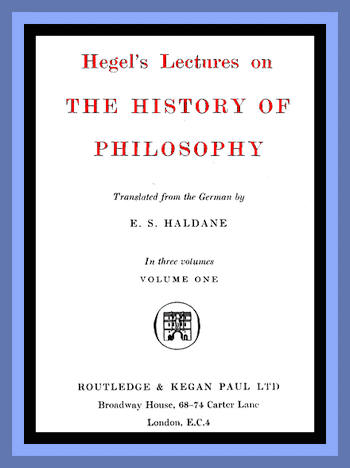 Hegel's Lectures on
THE HISTORY OF
PHILOSOPHY
Translated from the German by
E. S. HALDANE
In three volumes
VOLUME ONE
ROUTLEDGE & KEGAN PAUL LTD
Broadway House, 68-74 Carter Lane
London, E.C.4